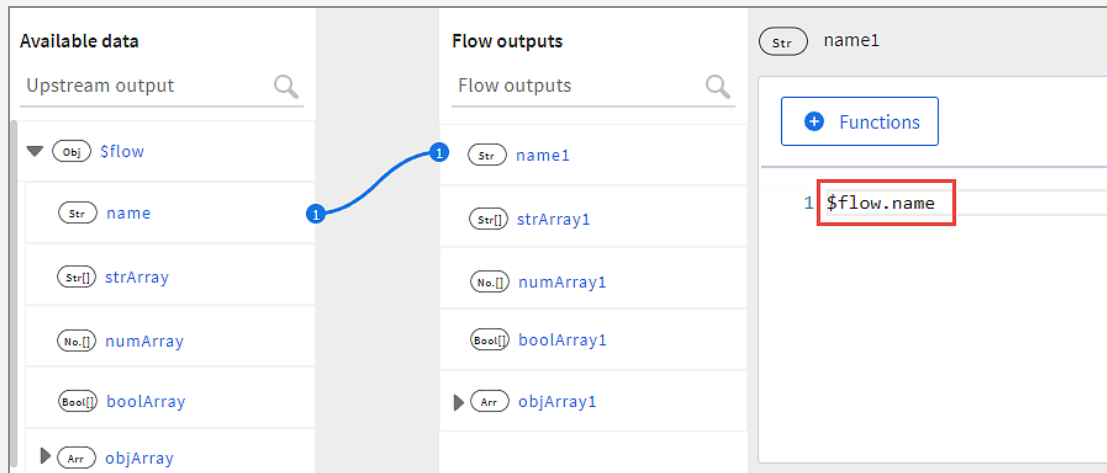 Available data
Upstream output
Obj $flow
Str name
Str[] strArray
No.[] numArray
Bool[] boolArray
Arr objArray
1
1
Flow outputs
Flow outputs
Str name1
Str[] strArray1
No.[] numArray1
Bool[] boolArray1
Arr objArray1
Str name1
Functions
1 $flow.name